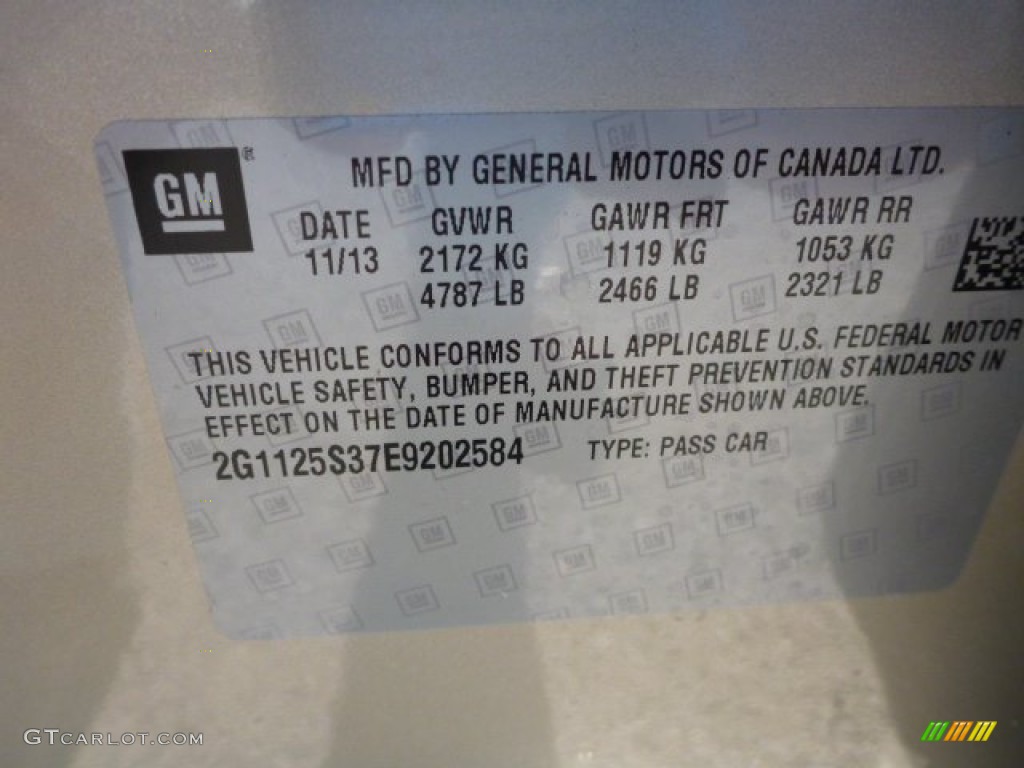 GM
MFD BY GENERAL MOTORS OF CANADA LTD.
DATE GVWR GAWR FRT GAWR RR
11/13 2172 KG 1119 KG 1053 KG
4787 LB 2466 LB 2321 LB
THIS VEHICLE CONFORMS TO ALL APPLICABLE U.S. FEDERAL MOTOR
VEHICLE SAFETY, BUMPER, AND THEFT PREVENTION STANDARDS IN
EFFECT ON THE DATE OF MANUFACTURE SHOWN ABOVE.
2G1125S37E9202584 TYPE: PASS CAR
GTCARLOT.COM